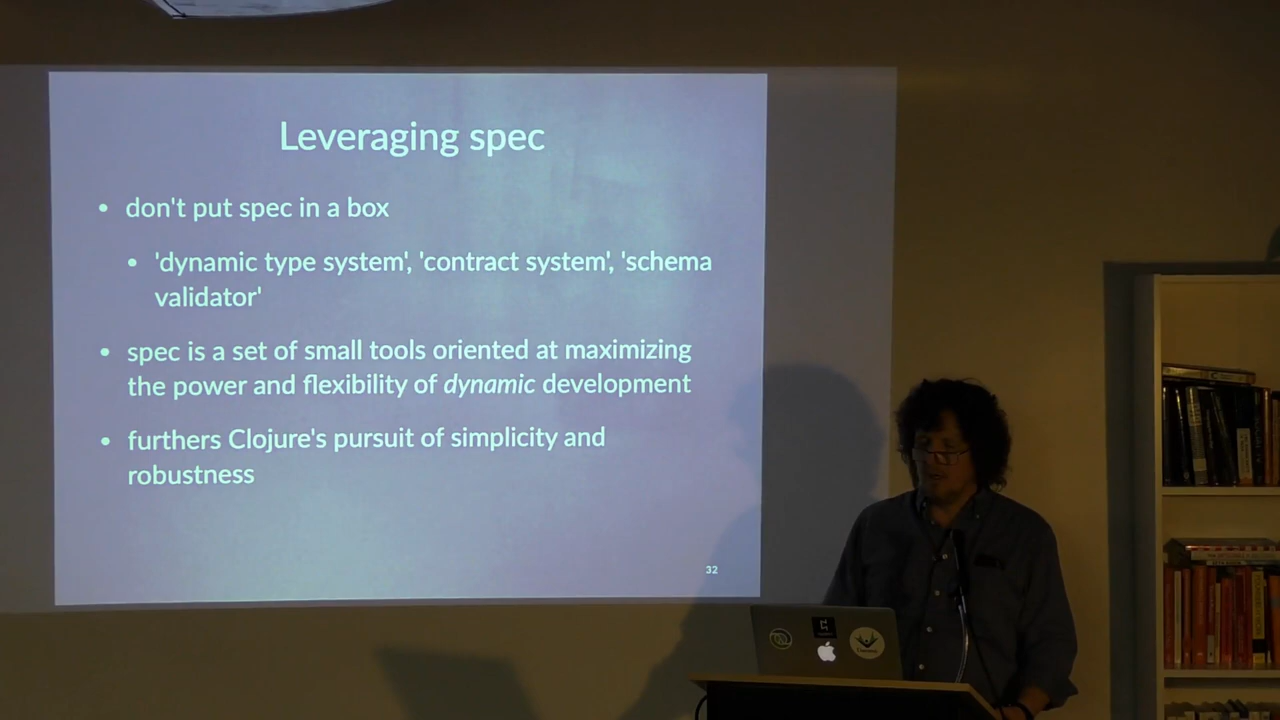 Leveraging spec
• don't put spec in a box
• 'dynamic type system', 'contract system', 'schema
validator'
• spec is a set of small tools oriented at maximizing
the power and flexibility of dynamic development
• furthers Clojure's pursuit of simplicity and
robustness
32